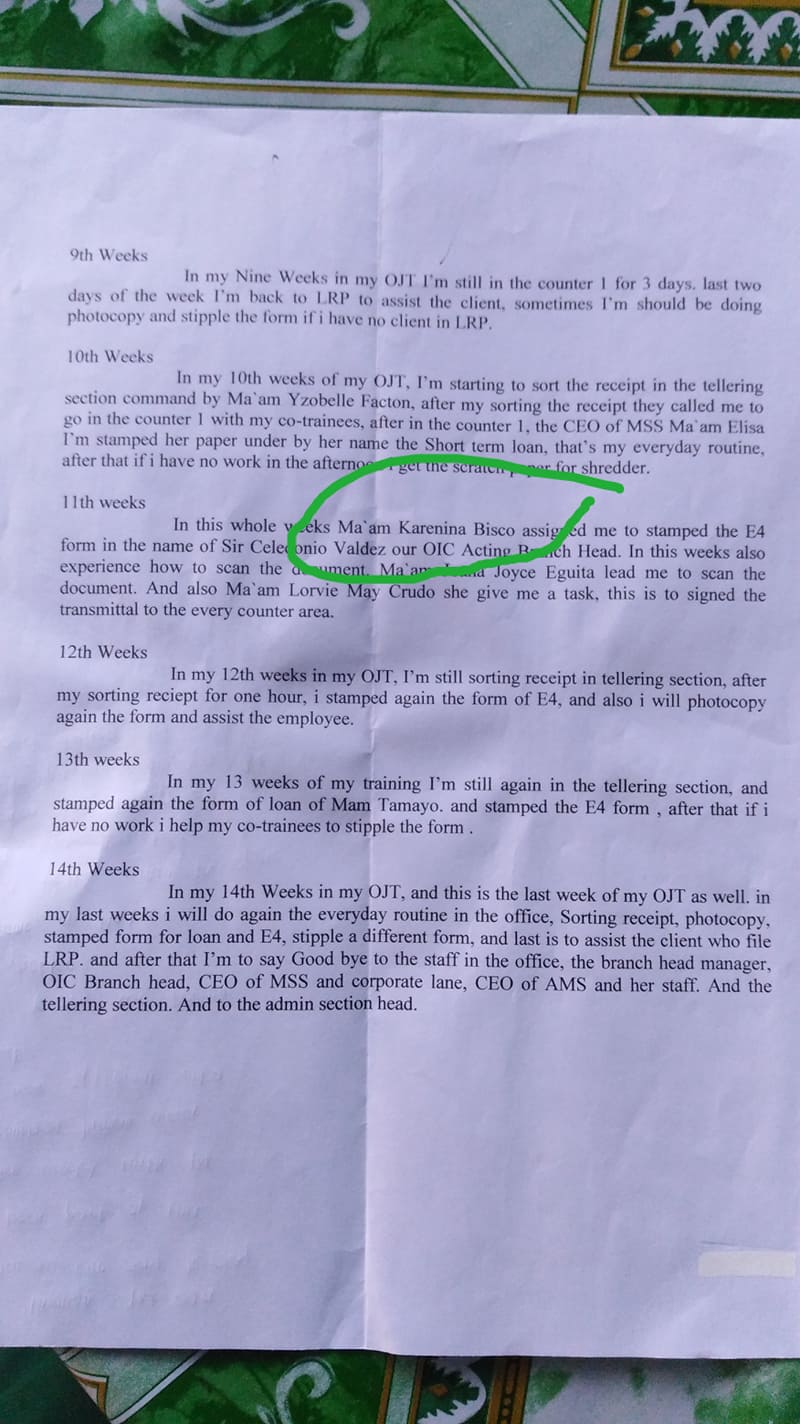 9th Weeks
In my Nine Weeks in my OJT I'm still in the counter 1 for 3 days. last two
days of the week I'm back to LRP to assist the client, sometimes I'm should be doing
photocopy and stipple the form if i have no client in LRP.
10th Weeks
In my 10th weeks of my OJT, I'm starting to sort the receipt in the tellering
section command by Ma`am Yzobelle Facton, after my sorting the receipt they called me to
go in the counter 1 with my co-trainees, after in the counter 1, the CEO of MSS Ma`am Elisa
I'm stamped her paper under by her name the Short term loan, that's my everyday routine,
after that if i have no work in the afternoon i get the scratch paper for shredder.
11th weeks
In this whole weeks Ma`am Karenina Bisco assigned me to stamped the E4
form in the name of Sir Celedonio Valdez our OIC Acting Branch Head. In this weeks also
experience how to scan the document. Ma`am Joyce Eguita lead me to scan the
document. And also Ma`am Lorvie May Crudo she give me a task, this is to signed the
transmittal to the every counter area.
12th Weeks
In my 12th weeks in my OJT, I'm still sorting receipt in tellering section, after
my sorting reciept for one hour, i stamped again the form of E4, and also i will photocopy
again the form and assist the employee.
13th weeks
In my 13 weeks of my training I'm still again in the tellering section, and
stamped again the form of loan of Mam Tamayo. and stamped the E4 form , after that if i
have no work i help my co-trainees to stipple the form .
14th Weeks
In my 14th Weeks in my OJT, and this is the last week of my OJT as well. in
my last weeks i will do again the everyday routine in the office, Sorting receipt, photocopy,
stamped form for loan and E4, stipple a different form, and last is to assist the client who file
LRP. and after that I'm to say Good bye to the staff in the office, the branch head manager,
OIC Branch head, CEO of MSS and corporate lane, CEO of AMS and her staff. And the
tellering section. And to the admin section head.